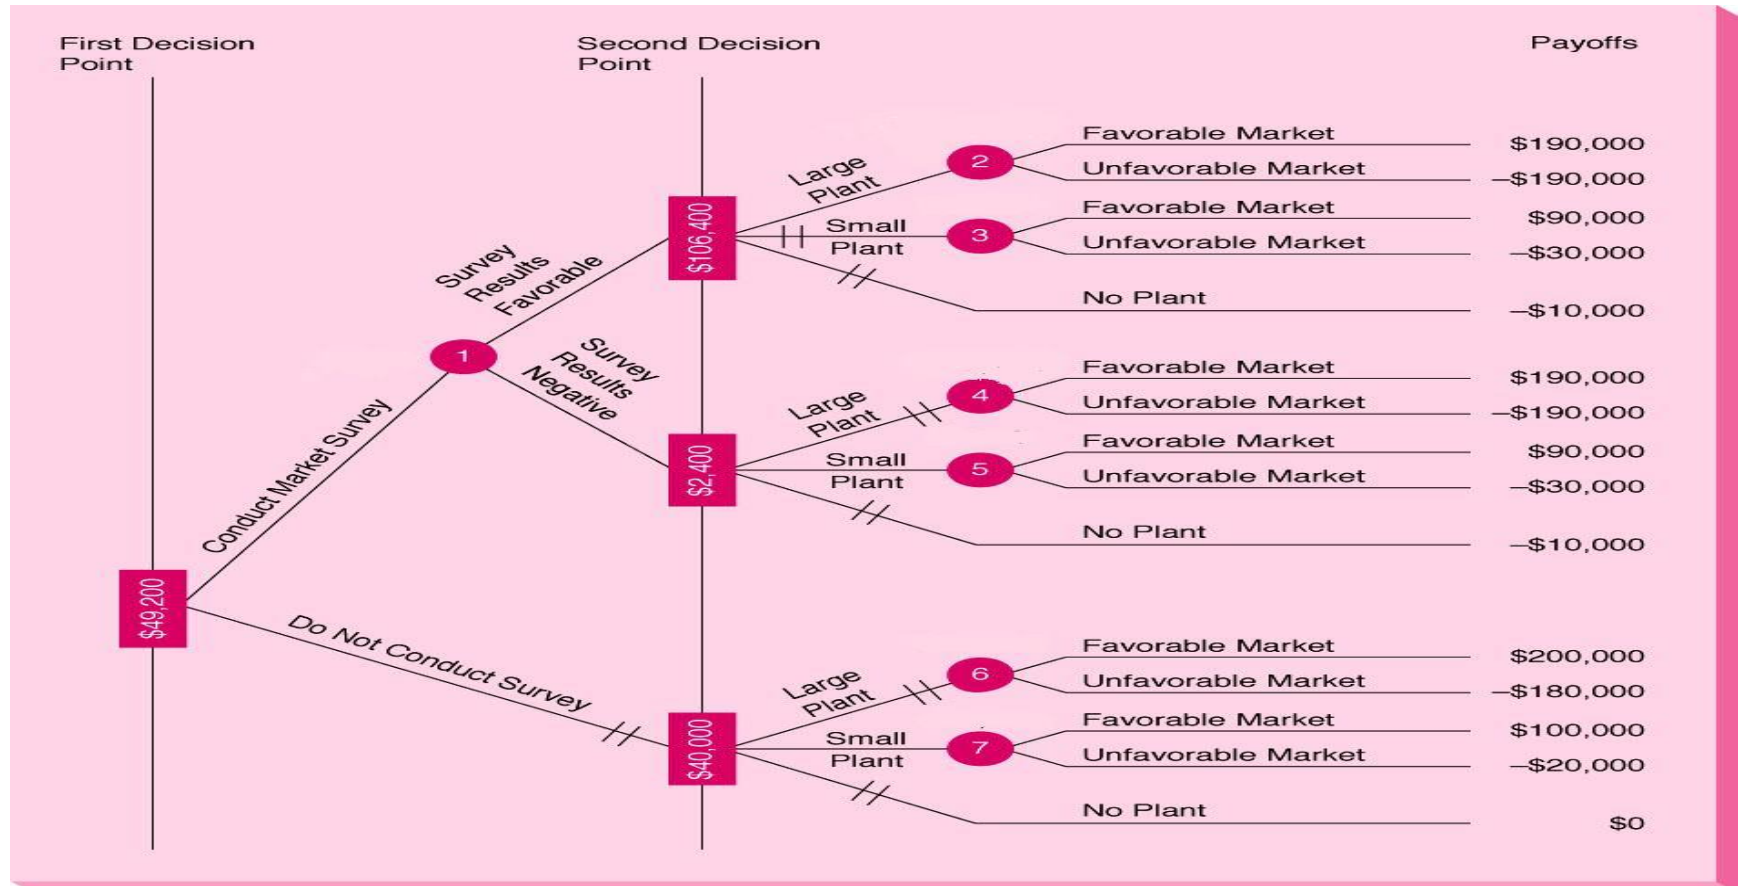 First Decision
Point
Second Decision
Point
Payoffs
Favorable Market
$190,000
Large
Plant
2
Unfavorable Market
–$190,000
$106,400
Favorable Market
$90,000
Small
Plant
3
Unfavorable Market
–$30,000
No Plant
–$10,000
Survey
Results
Favorable
1
Survey
Results
Negative
Favorable Market
$190,000
Large
Plant
4
Unfavorable Market
–$190,000
$2,400
Favorable Market
$90,000
Small
Plant
5
Unfavorable Market
–$30,000
No Plant
–$10,000
Conduct Market Survey
$49,200
Do Not Conduct Survey
Favorable Market
$200,000
Large
Plant
6
Unfavorable Market
–$180,000
$40,000
Favorable Market
$100,000
Small
Plant
7
Unfavorable Market
–$20,000
No Plant
$0